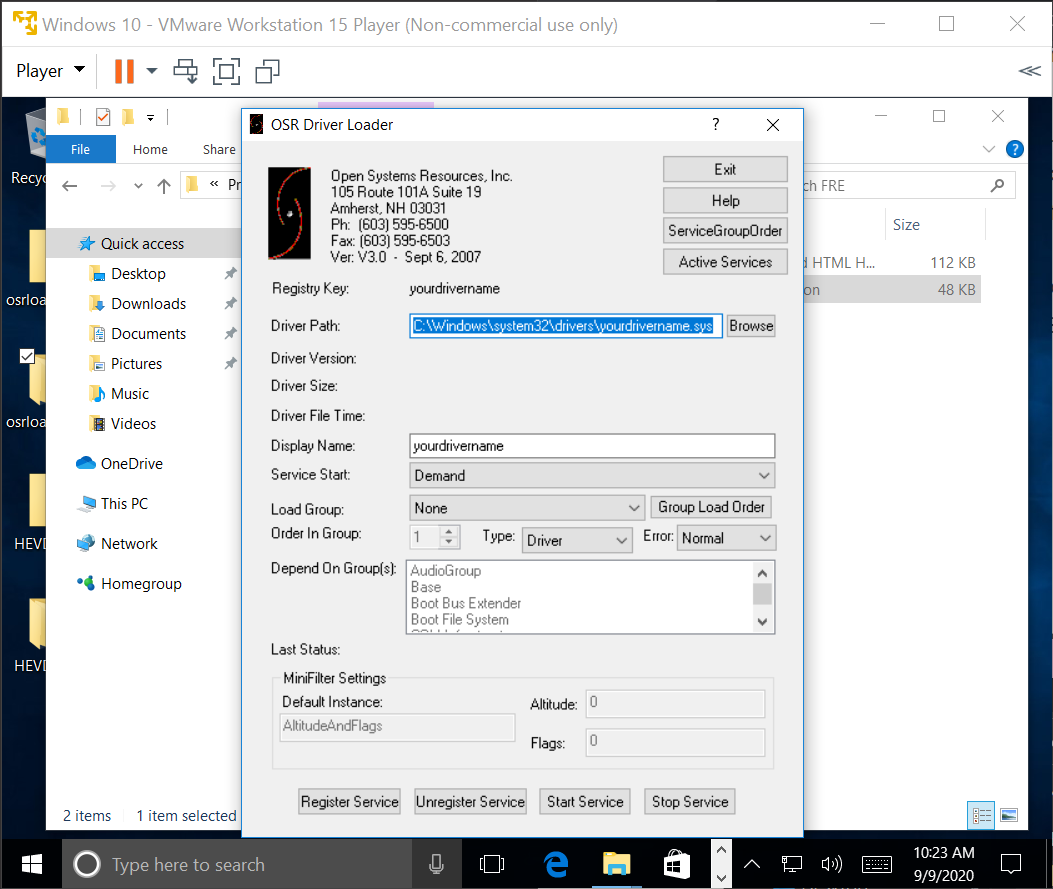 Windows 10 - VMware Workstation 15 Player (Non-commercial use only)
Player
OSR Driver Loader ?
File Home Share
Recyc
« Pr
ch FRE
Open Systems Resources, Inc.
105 Route 101A Suite 19
Amherst, NH 03031
Ph: (603) 595-6500
Fax: (603) 595-6503
Ver: V3.0 - Sept 6, 2007
Exit
Help
ServiceGroupOrder
Active Services
Size
d HTML H... 112 KB
on 48 KB
Quick access
Desktop
Downloads
Documents
Pictures
Music
Videos
OneDrive
This PC
Network
Homegroup
osrloa
osrloa
HEVD
HEVD
Registry Key: yourdrivername
Driver Path: C:\Windows\system32\drivers\yourdrivername.sys Browse
Driver Version:
Driver Size:
Driver File Time:
Display Name: yourdrivername
Service Start: Demand
Load Group: None Group Load Order
Order In Group: 1 Type: Driver Error: Normal
Depend On Group(s): AudioGroup
Base
Boot Bus Extender
Boot File System
Last Status:
MiniFilter Settings
Default Instance:
AltitudeAndFlags
Altitude: 0
Flags: 0
Register Service Unregister Service Start Service Stop Service
2 items 1 item selected
Type here to search
10:23 AM
9/9/2020